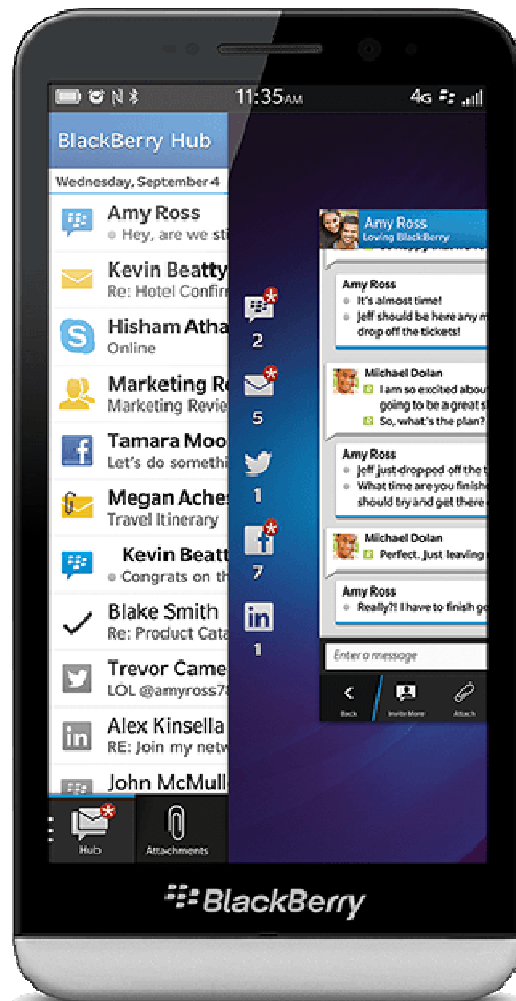 11:35AM
4G
BlackBerry Hub
Wednesday, September 4
Amy Ross
Hey, are we sti
Kevin Beatty
Re: Hotel Confir
Hisham Atha
Online
Marketing Re
Marketing Revie
Tamara Moo
Let's do somethi
Megan Aches
Travel Itinerary
Kevin Beatt
Congrats on th
Blake Smith
Re: Product Cata
Trevor Came
LOL @amyross78
Alex Kinsella
RE: Join my netw
John McMull
Hub
Attachments
2
5
1
7
1
Amy Ross
Loving BlackBerry
Amy Ross
It's almost time!
Jeff should be here any m
drop off the tickets!
Michael Dolan
I am so excited abou
going to be a great s
So, what's the plan?
Amy Ross
Jeff just dropped off the t
What time are you finish
should try and get there
Michael Dolan
Perfect. Just leaving
Amy Ross
Really?! I have to finish ge
Enter a message
Back
Invite More
Attach
BlackBerry